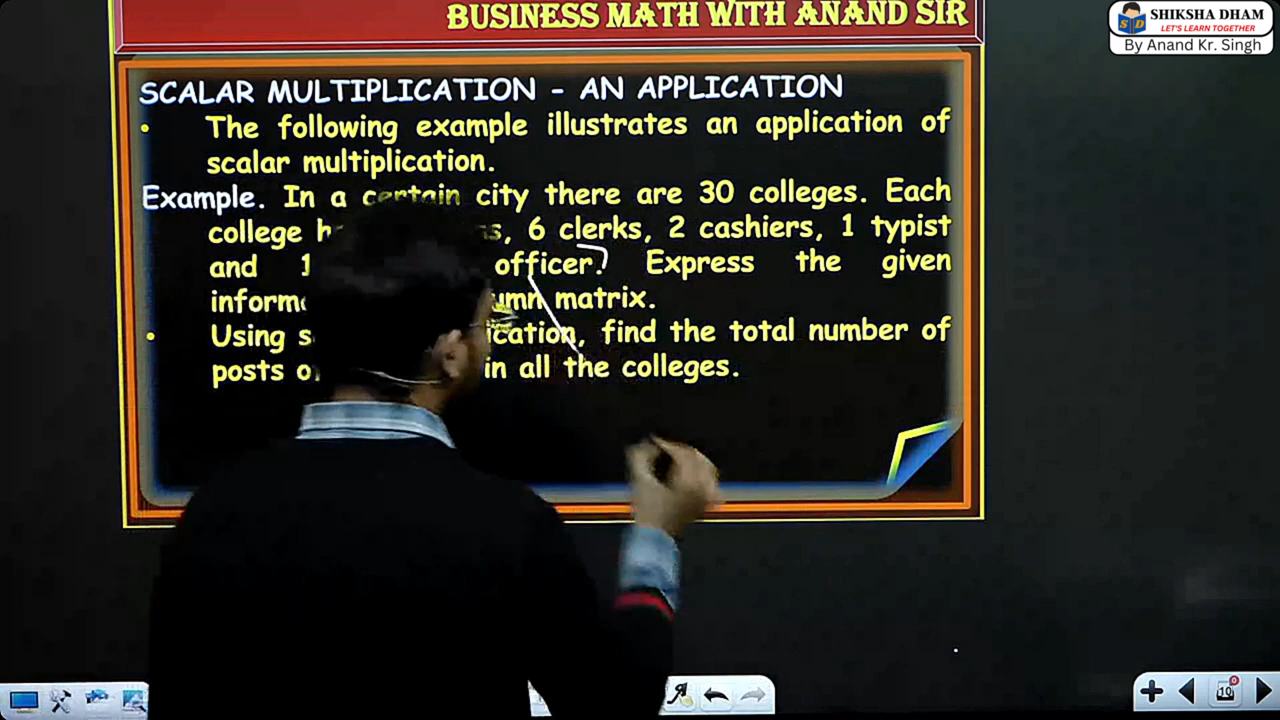 BUSINESS MATH WITH ANAND SIR
SHIKSHA DHAM
LET'S LEARN TOGETHER
By Anand Kr. Singh
SCALAR MULTIPLICATION - AN APPLICATION
• The following example illustrates an application of
scalar multiplication.
Example. In a certain city there are 30 colleges. Each
college 6 clerks, 2 cashiers, 1 typist
and officer. Express the given
matrix.
• Using find the total number of
posts in all the colleges.
10